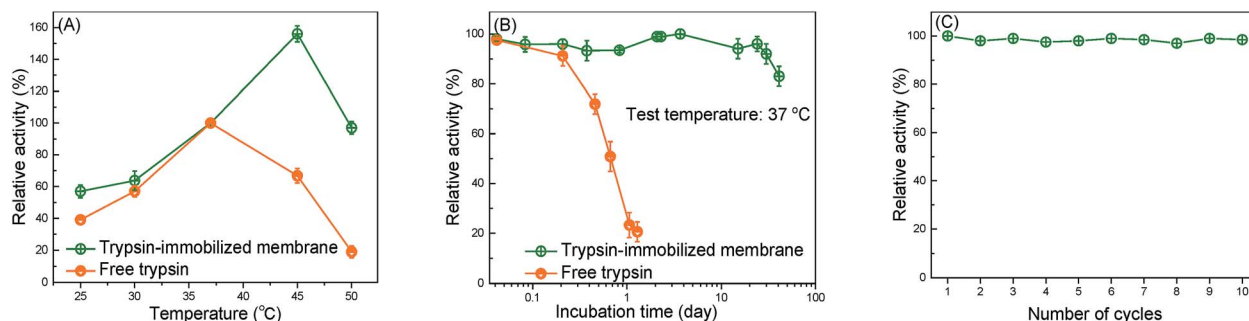 (A)
160
140
120
100
80
60
40
20
0
Relative activity (%)
Trypsin-immobilized membrane
Free trypsin
25
30
35
40
45
50
Temperature (℃)
(B)
100
80
60
40
20
0
Relative activity (%)
Test temperature: 37 ºC
Trypsin-immobilized membrane
Free trypsin
0.1
1
10
100
Incubation time (day)
(C)
100
80
60
40
20
0
Relative activity (%)
1
2
3
4
5
6
7
8
9
10
Number of cycles